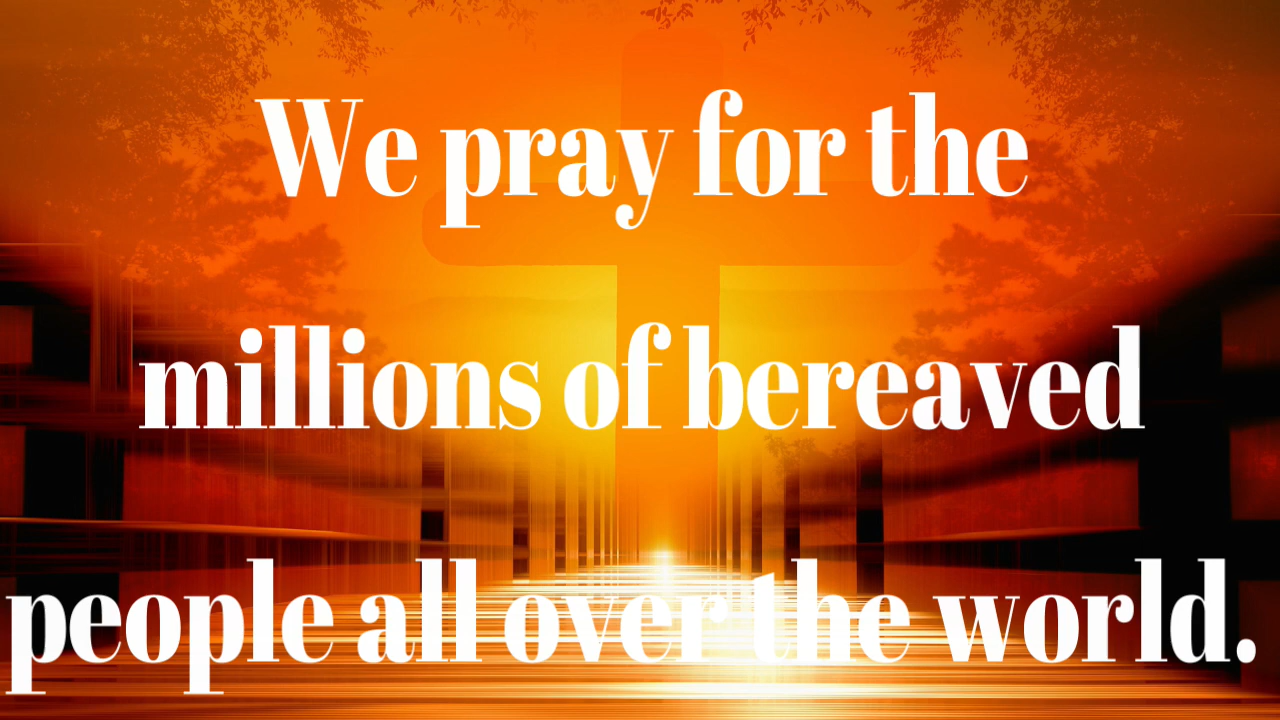 We pray for the
millions of bereaved
people all over the world.